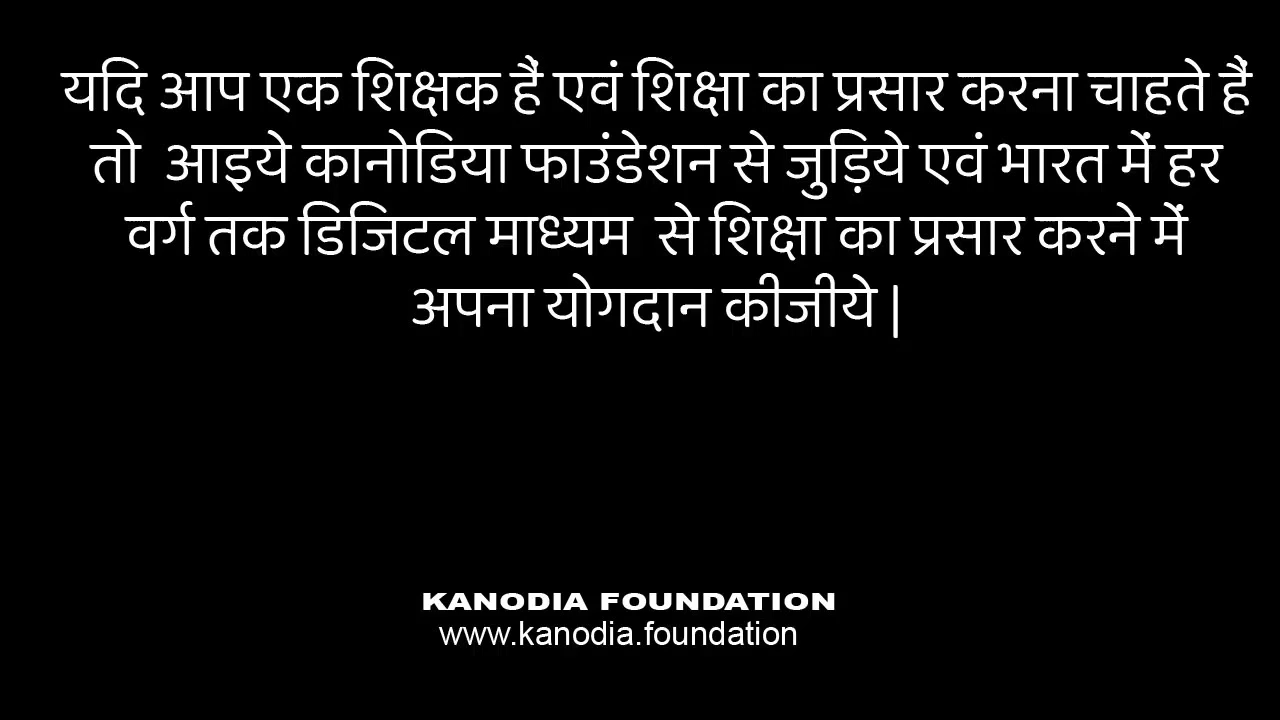 यदि आप एक शिक्षक हैं एवं शिक्षा का प्रसार करना चाहते हैं
तो आइये कानोडिया फाउंडेशन से जुड़िये एवं भारत में हर
वर्ग तक डिजिटल माध्यम से शिक्षा का प्रसार करने में
अपना योगदान कीजीये |
KANODIA FOUNDATION
www.kanodia.foundation